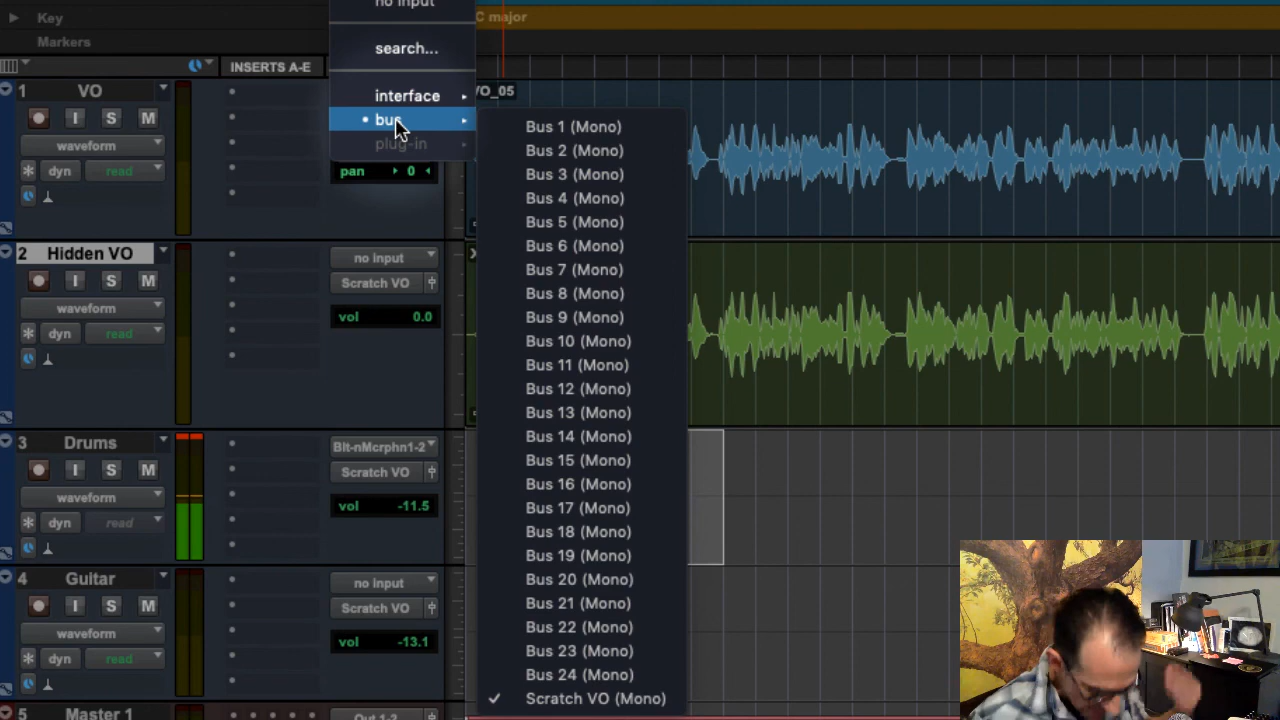 no input
Key
C major
Markers
search...
INSERTS A-E
interface
bus
plug-in
1 VO
VO_05
I S M
waveform
dyn read
pan 0
Bus 1 (Mono)
Bus 2 (Mono)
Bus 3 (Mono)
Bus 4 (Mono)
Bus 5 (Mono)
Bus 6 (Mono)
Bus 7 (Mono)
Bus 8 (Mono)
Bus 9 (Mono)
Bus 10 (Mono)
Bus 11 (Mono)
Bus 12 (Mono)
Bus 13 (Mono)
Bus 14 (Mono)
Bus 15 (Mono)
Bus 16 (Mono)
Bus 17 (Mono)
Bus 18 (Mono)
Bus 19 (Mono)
Bus 20 (Mono)
Bus 21 (Mono)
Bus 22 (Mono)
Bus 23 (Mono)
Bus 24 (Mono)
Scratch VO (Mono)
2 Hidden VO
no input
I S M
Scratch VO
waveform
vol 0.0
dyn read
3 Drums
Blt-nMcrphn1-2
I S M
Scratch VO
waveform
vol -11.5
dyn read
4 Guitar
no input
I S M
Scratch VO
waveform
vol -13.1
dyn read
5 Master 1
Out 1-2